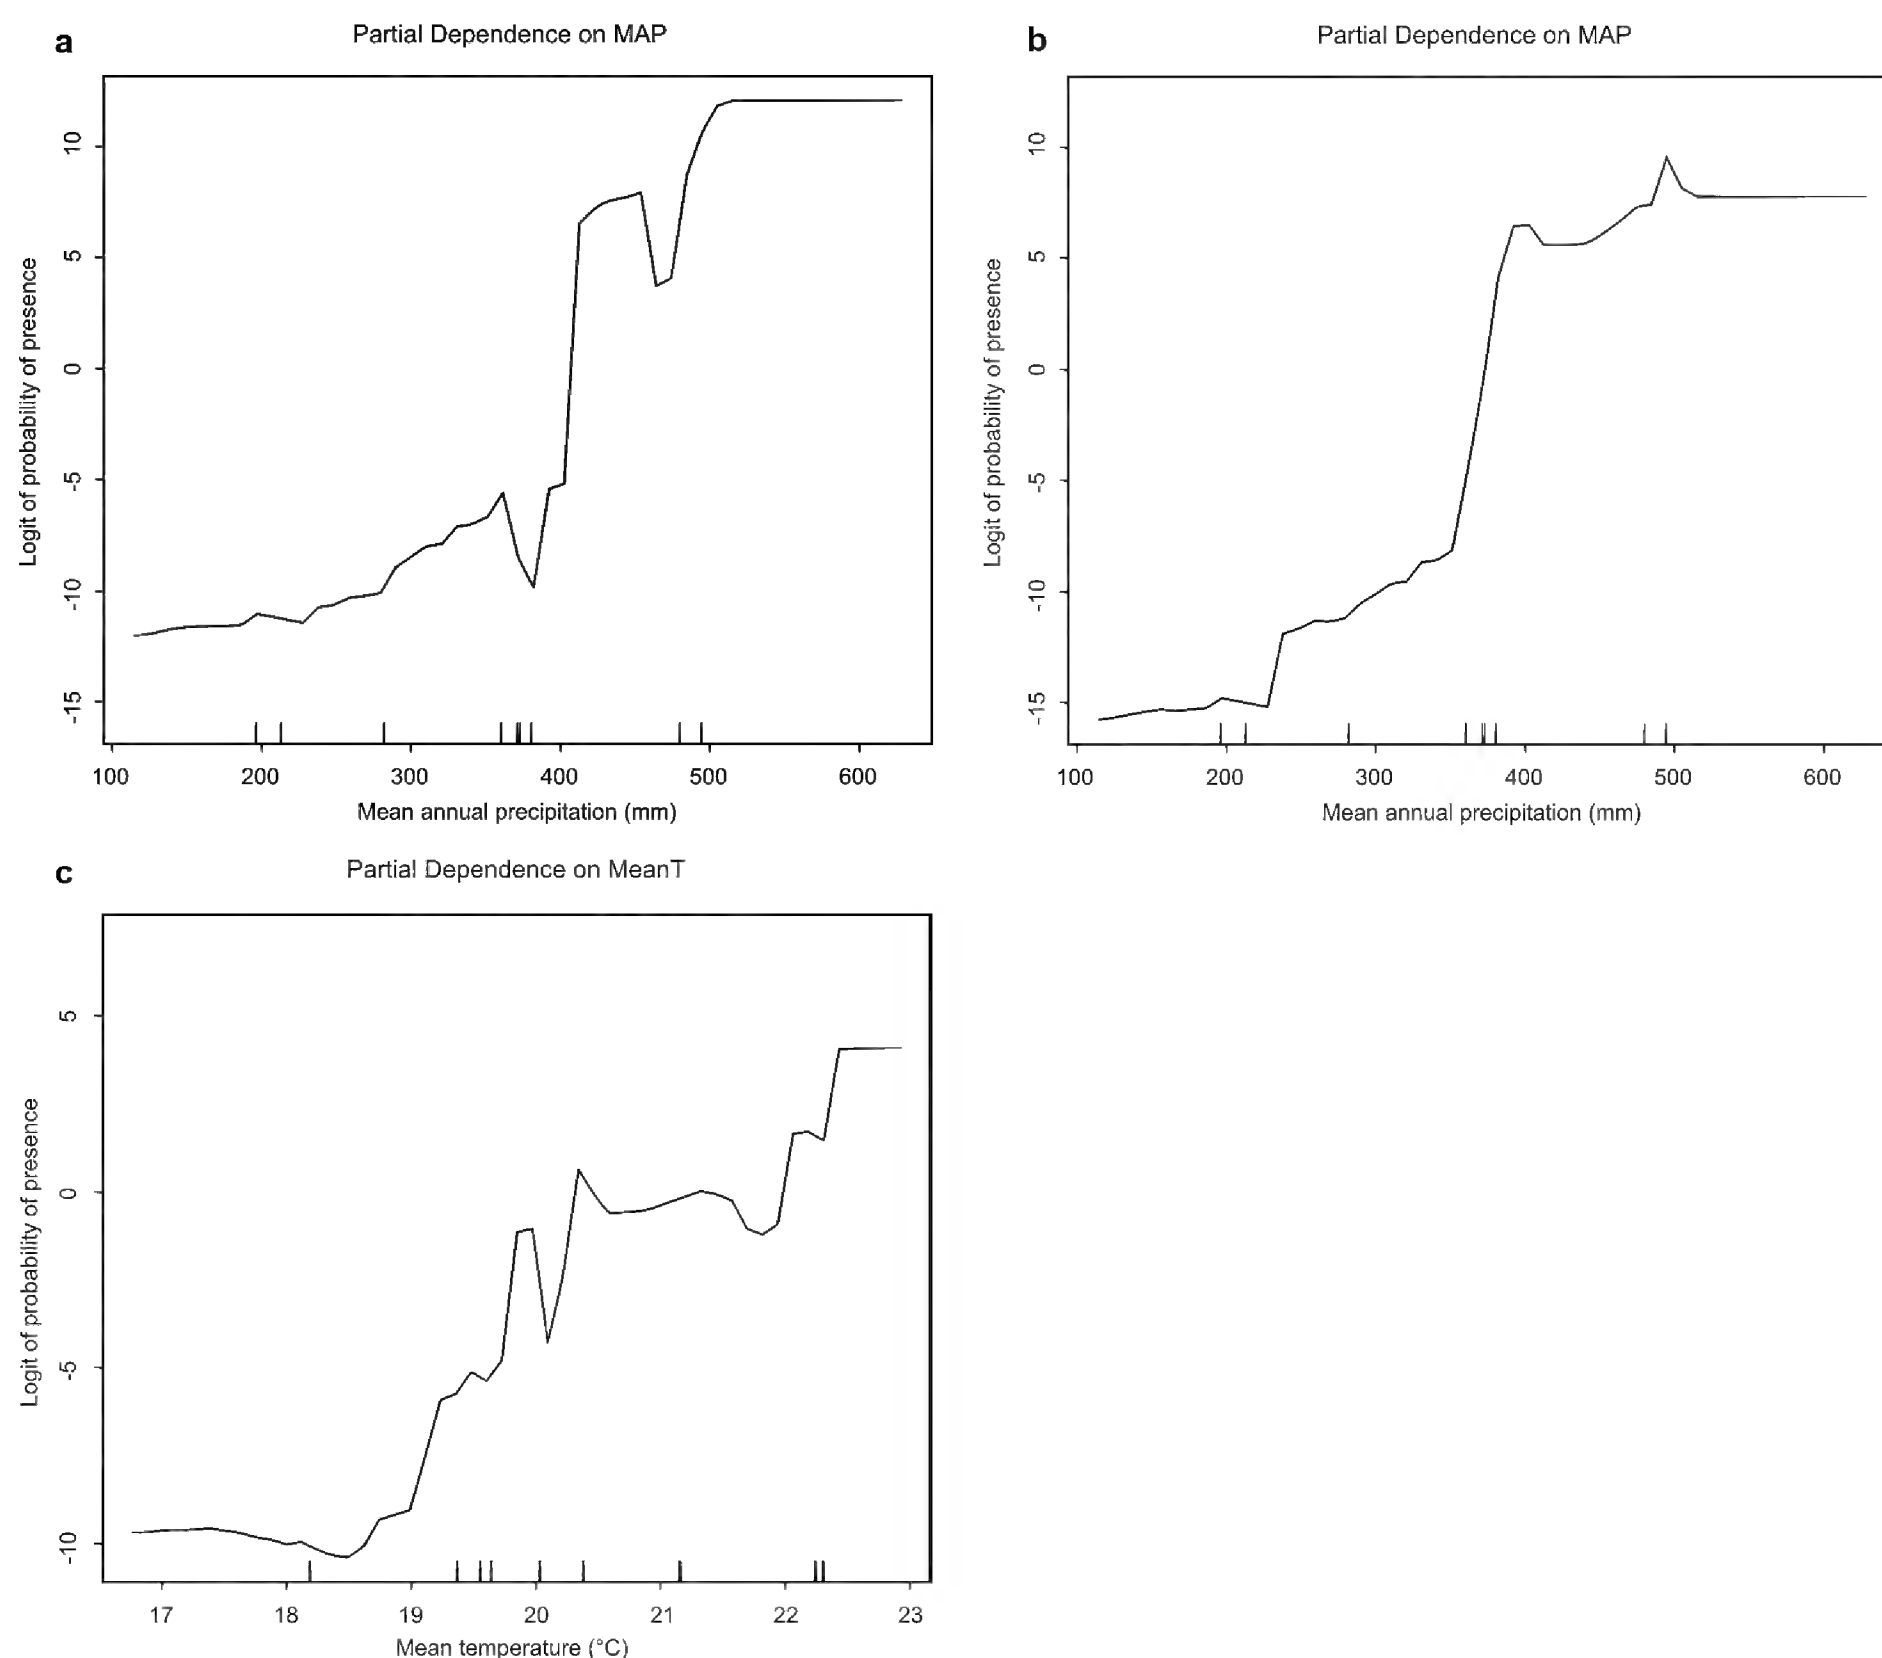 a
Partial Dependence on MAP
10
5
0
-5
-10
-15
Logit of probability of presence
100 200 300 400 500 600
Mean annual precipitation (mm)
b
Partial Dependence on MAP
10
5
0
-5
-10
-15
Logit of probability of presence
100 200 300 400 500 600
Mean annual precipitation (mm)
c
Partial Dependence on MeanT
5
0
-5
-10
Logit of probability of presence
17 18 19 20 21 22 23
Mean temperature (°C)